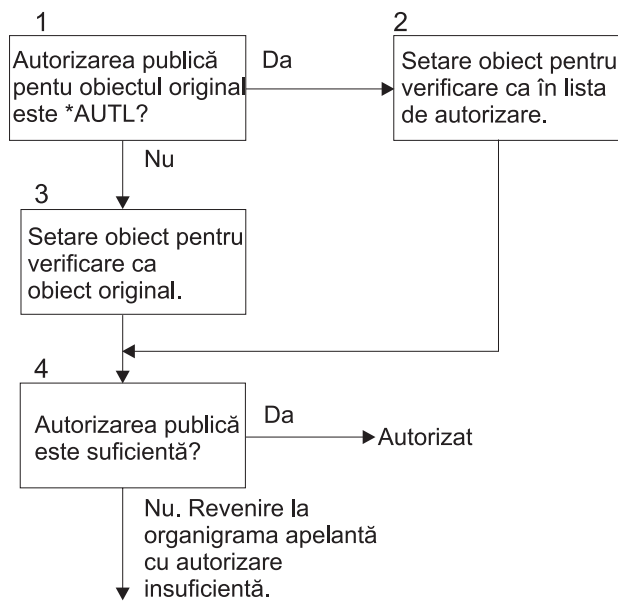 1
Autorizarea publică
pentu obiectul original
este *AUTL?
Da
2
Setare obiect pentru
verificare ca în lista
de autorizare.
Nu
3
Setare obiect pentru
verificare ca
obiect original.
4
Autorizarea publică
este suficientă?
Da
Autorizat
Nu. Revenire la
organigrama apelantă
cu autorizare
insuficientă.